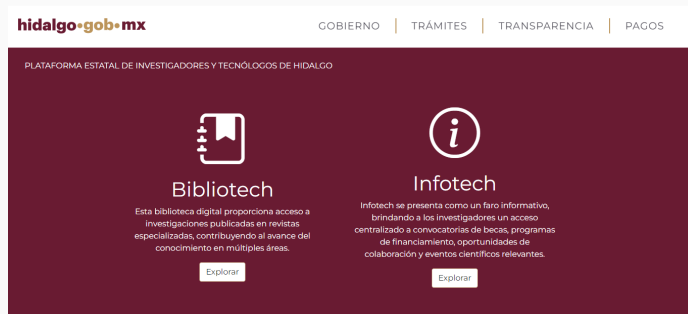 hidalgo•gob•mx
GOBIERNO | TRÁMITES | TRANSPARENCIA | PAGOS
PLATAFORMA ESTATAL DE INVESTIGADORES Y TECNÓLOGOS DE HIDALGO
Bibliotech
Esta biblioteca digital proporciona acceso a
investigaciones publicadas en revistas
especializadas, contribuyendo al avance del
conocimiento en múltiples áreas.
Explorar
i
Infotech
Infotech se presenta como un faro informativo,
brindando a los investigadores un acceso
centralizado a convocatorias de becas, programas
de financiamiento, oportunidades de
colaboración y eventos científicos relevantes.
Explorar